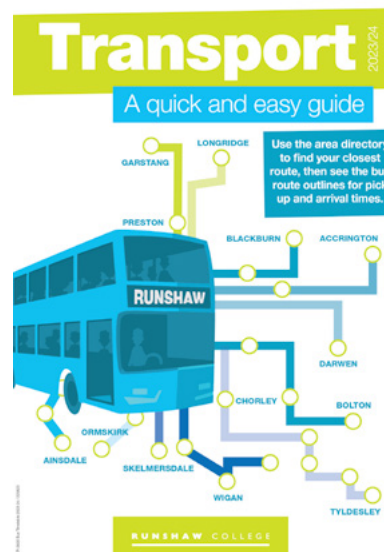 Transport
2023/24
A quick and easy guide
Use the area directory
to find your closest
route, then see the bus
route outlines for pick
up and arrival times.
LONGRIDGE
GARSTANG
PRESTON
BLACKBURN
ACCRINGTON
RUNSHAW
DARWEN
CHORLEY
BOLTON
ORMSKIRK
AINSDALE
SKELMERSDALE
WIGAN
TYLDESLEY
RUNSHAW COLLEGE